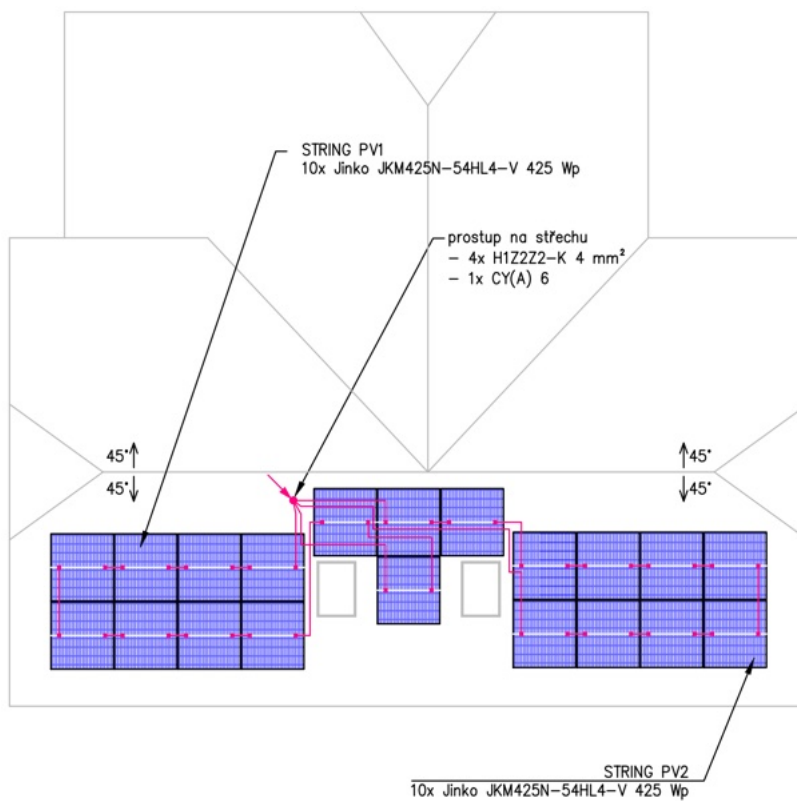 STRING PV1
10x Jinko JKM425N-54HL4-V 425 Wp
prostup na střechu
- 4x H1Z2Z2-K 4 mm²
- 1x CY(A) 6
45°
45°
45°
45°
STRING PV2
10x Jinko JKM425N-54HL4-V 425 Wp